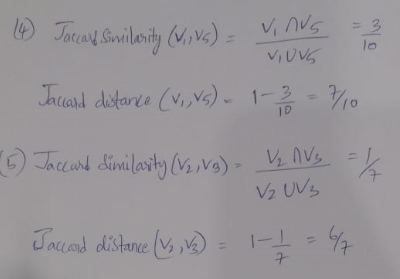 (4) Jaccard Similarity (V₁,V₅) = V₁ ∩ V₅ / V₁ ∪ V₅ = 3/10
Jaccard distance (V₁,V₅) = 1 - 3/10 = 7/10
(5) Jaccard Similarity (V₂,V₃) = V₂ ∩ V₃ / V₂ ∪ V₃ = 1/7
Jaccard distance (V₂,V₃) = 1 - 1/7 = 6/7